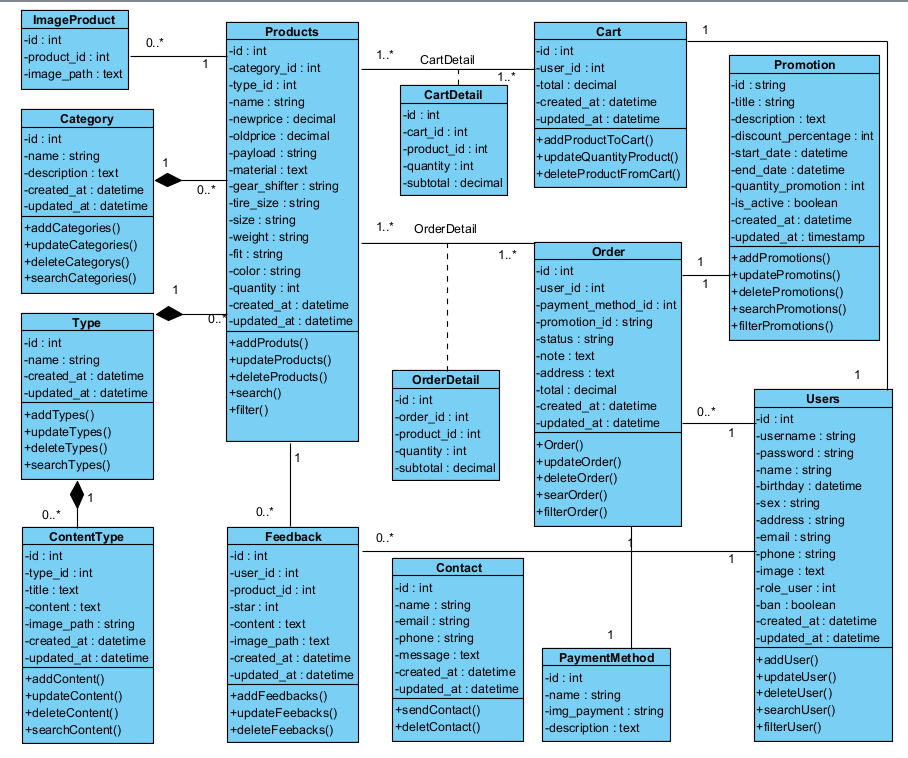 ImageProduct
-id : int
-product_id : int
-image_path : text
0..*
1
Category
-id : int
-name : string
-description : text
-created_at : datetime
-updated_at : datetime
+addCategories()
+updateCategories()
+deleteCategorys()
+searchCategories()
1
0..*
Type
-id : int
-name : string
-created_at : datetime
-updated_at : datetime
+addTypes()
+updateTypes()
+deleteTypes()
+searchTypes()
1
0..*
1
0..*
ContentType
-id : int
-type_id : int
-title : text
-content : text
-image_path : string
-created_at : datetime
-updated_at : datetime
+addContent()
+updateContent()
+deleteContent()
+searchContent()
Products
-id : int
-category_id : int
-type_id : int
-name : string
-newprice : decimal
-oldprice : decimal
-payload : string
-material : text
-gear_shifter : string
-tire_size : string
-size : string
-weight : string
-fit : string
-color : string
-quantity : int
-created_at : datetime
-updated_at : datetime
+addProduts()
+updateProducts()
+deleteProducts()
+search()
+filter()
1
0..*
Feedback
-id : int
-user_id : int
-product_id : int
-star : int
-content : text
-image_path : text
-created_at : datetime
-updated_at : datetime
+addFeedbacks()
+updateFeebacks()
+deleteFeebacks()
1..*
CartDetail
1..*
CartDetail
-id : int
-cart_id : int
-product_id : int
-quantity : int
-subtotal : decimal
1..*
OrderDetail
1..*
OrderDetail
-id : int
-order_id : int
-product_id : int
-quantity : int
-subtotal : decimal
0..*
1
Contact
-id : int
-name : string
-email : string
-phone : string
-message : text
-created_at : datetime
-updated_at : datetime
+sendContact()
+deletContact()
Cart
-id : int
-user_id : int
-total : decimal
-created_at : datetime
-updated_at : datetime
+addProductToCart()
+updateQuantityProduct()
+deleteProductFromCart()
1
1
Order
-id : int
-user_id : int
-payment_method_id : int
-promotion_id : string
-status : string
-note : text
-address : text
-total : decimal
-created_at : datetime
-updated_at : datetime
+Order()
+updateOrder()
+deleteOrder()
+searOrder()
+filterOrder()
1
1
0..*
1
1
1
PaymentMethod
-id : int
-name : string
-img_payment : string
-description : text
Promotion
-id : string
-title : string
-description : text
-discount_percentage : int
-start_date : datetime
-end_date : datetime
-quantity_promotion : int
-is_active : boolean
-created_at : datetime
-updated_at : timestamp
+addPromotions()
+updatePromotins()
+deletePromotions()
+searchPromotions()
+filterPromotions()
Users
-id : int
-username : string
-password : string
-name : string
-birthday : datetime
-sex : string
-address : string
-email : string
-phone : string
-image : text
-role_user : int
-ban : boolean
-created_at : datetime
-updated_at : datetime
+addUser()
+updateUser()
+deleteUser()
+searchUser()
+filterUser()